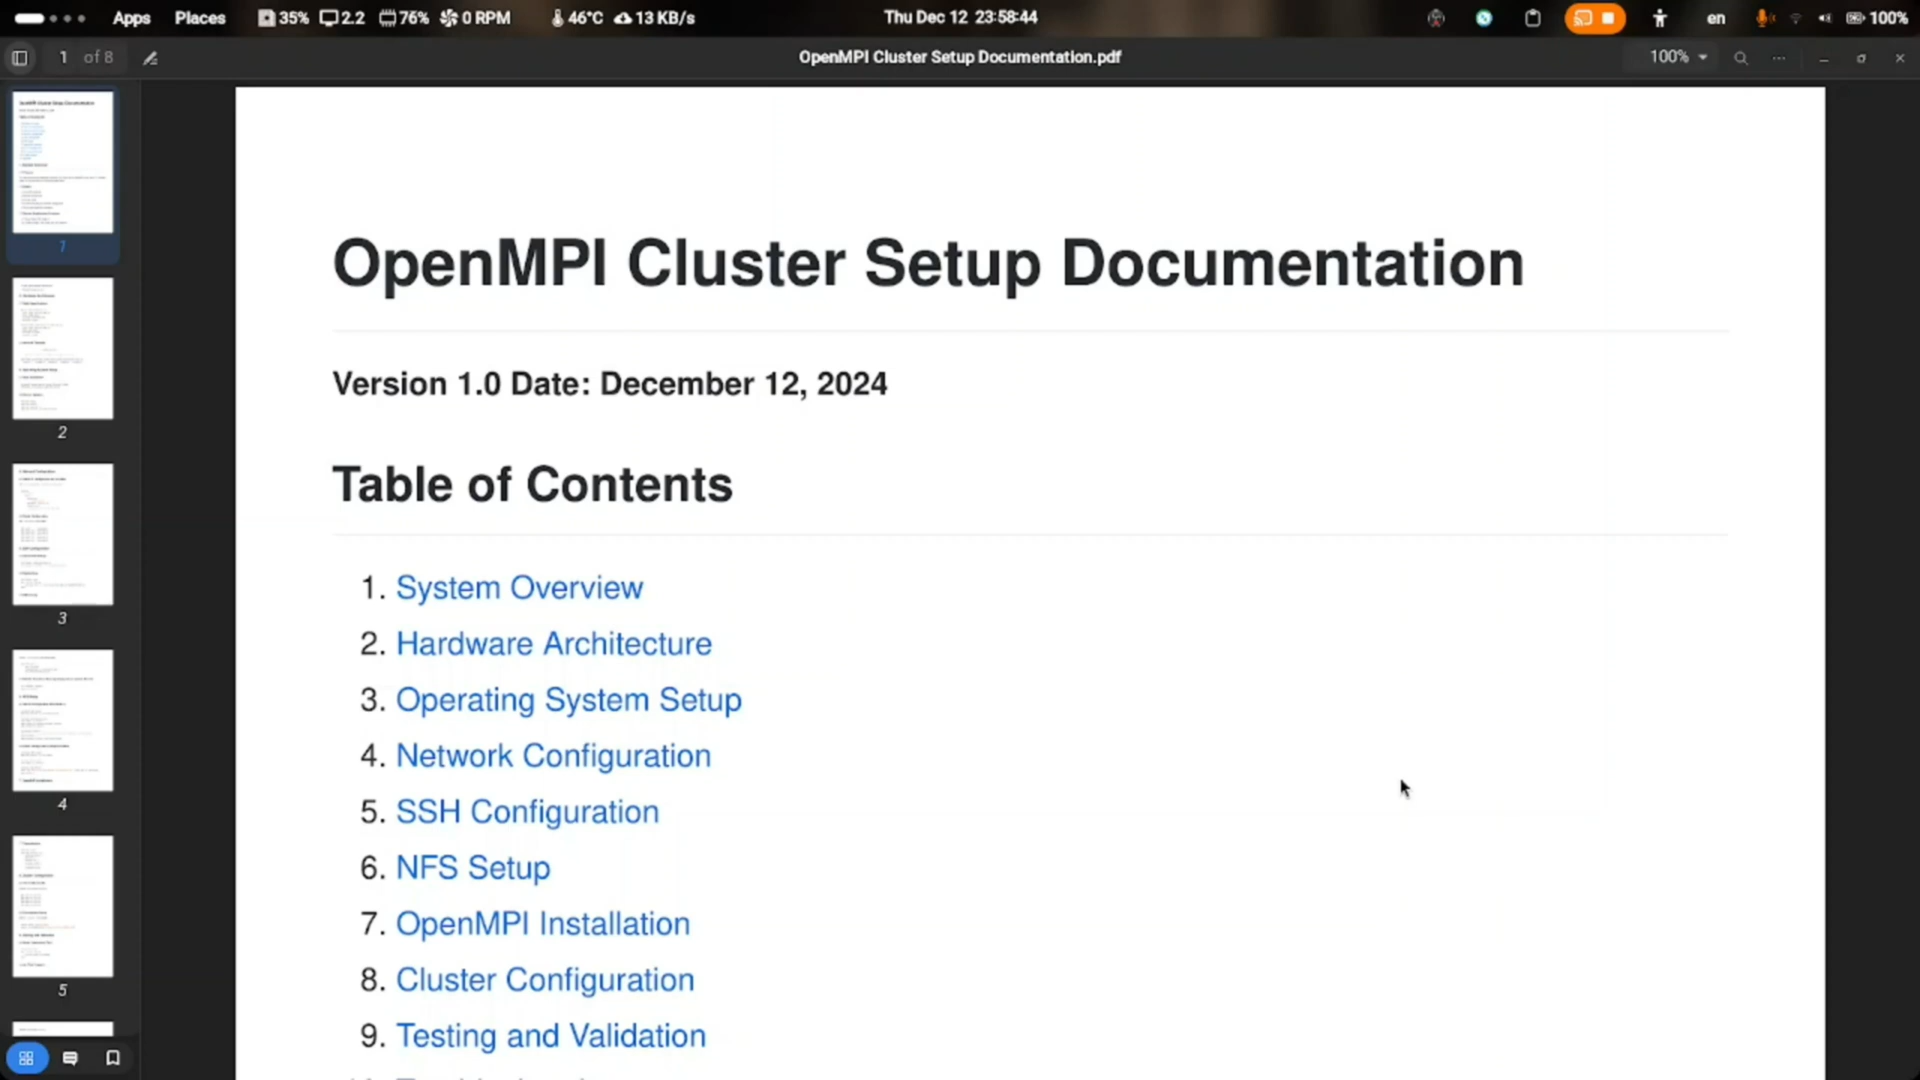 Apps Places 35% 2.2 76% 0 RPM 46°C 13 KB/s Thu Dec 12 23:58:44 en 100%
1 of 8 OpenMPI Cluster Setup Documentation.pdf 100%
OpenMPI Cluster Setup Documentation
Version 1.0 Date: December 12, 2024
Table of Contents
1. System Overview
2. Hardware Architecture
3. Operating System Setup
4. Network Configuration
5. SSH Configuration
6. NFS Setup
7. OpenMPI Installation
8. Cluster Configuration
9. Testing and Validation
1
2
3
4
5